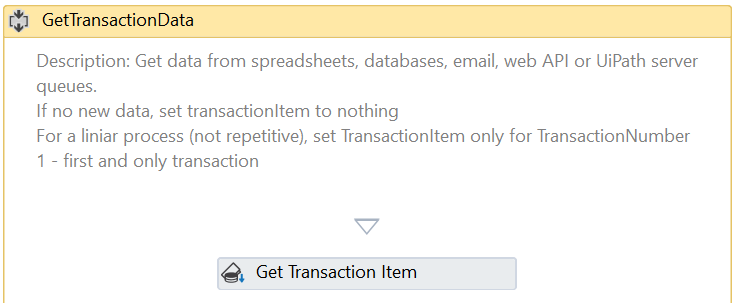 GetTransactionData
Description: Get data from spreadsheets, databases, email, web API or UiPath server
queues.
If no new data, set transactionItem to nothing
For a liniar process (not repetitive), set TransactionItem only for TransactionNumber
1 - first and only transaction
Get Transaction Item